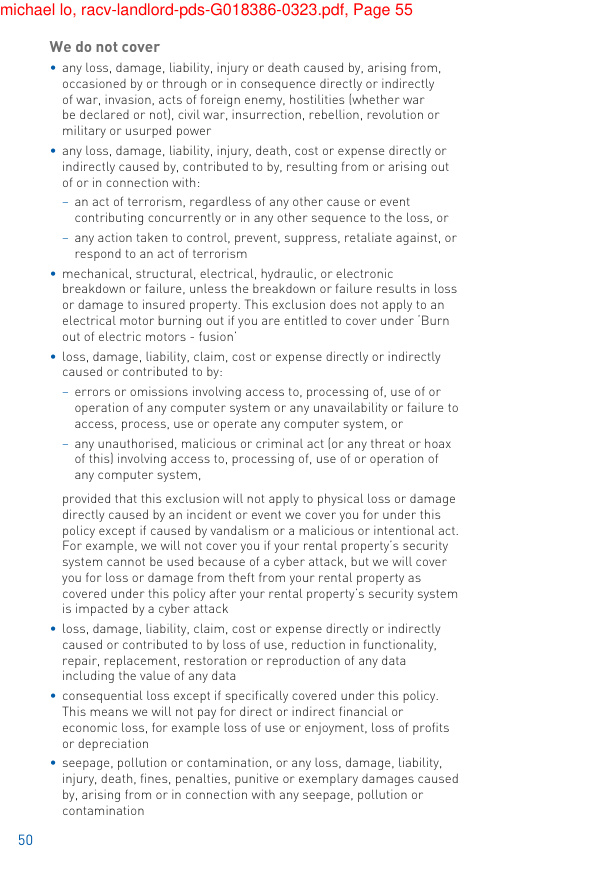 michael lo, racv-landlord-pds-G018386-0323.pdf, Page 55
We do not cover
• any loss, damage, liability, injury or death caused by, arising from,
occasioned by or through or in consequence directly or indirectly
of war, invasion, acts of foreign enemy, hostilities (whether war
be declared or not), civil war, insurrection, rebellion, revolution or
military or usurped power
• any loss, damage, liability, injury, death, cost or expense directly or
indirectly caused by, contributed to by, resulting from or arising out
of or in connection with:
– an act of terrorism, regardless of any other cause or event
contributing concurrently or in any other sequence to the loss, or
– any action taken to control, prevent, suppress, retaliate against, or
respond to an act of terrorism
• mechanical, structural, electrical, hydraulic, or electronic
breakdown or failure, unless the breakdown or failure results in loss
or damage to insured property. This exclusion does not apply to an
electrical motor burning out if you are entitled to cover under ‘Burn
out of electric motors - fusion’
• loss, damage, liability, claim, cost or expense directly or indirectly
caused or contributed to by:
– errors or omissions involving access to, processing of, use of or
operation of any computer system or any unavailability or failure to
access, process, use or operate any computer system, or
– any unauthorised, malicious or criminal act (or any threat or hoax
of this) involving access to, processing of, use of or operation of
any computer system,
provided that this exclusion will not apply to physical loss or damage
directly caused by an incident or event we cover you for under this
policy except if caused by vandalism or a malicious or intentional act.
For example, we will not cover you if your rental property’s security
system cannot be used because of a cyber attack, but we will cover
you for loss or damage from theft from your rental property as
covered under this policy after your rental property’s security system
is impacted by a cyber attack
• loss, damage, liability, claim, cost or expense directly or indirectly
caused or contributed to by loss of use, reduction in functionality,
repair, replacement, restoration or reproduction of any data
including the value of any data
• consequential loss except if specifically covered under this policy.
This means we will not pay for direct or indirect financial or
economic loss, for example loss of use or enjoyment, loss of profits
or depreciation
• seepage, pollution or contamination, or any loss, damage, liability,
injury, death, fines, penalties, punitive or exemplary damages caused
by, arising from or in connection with any seepage, pollution or
contamination
50